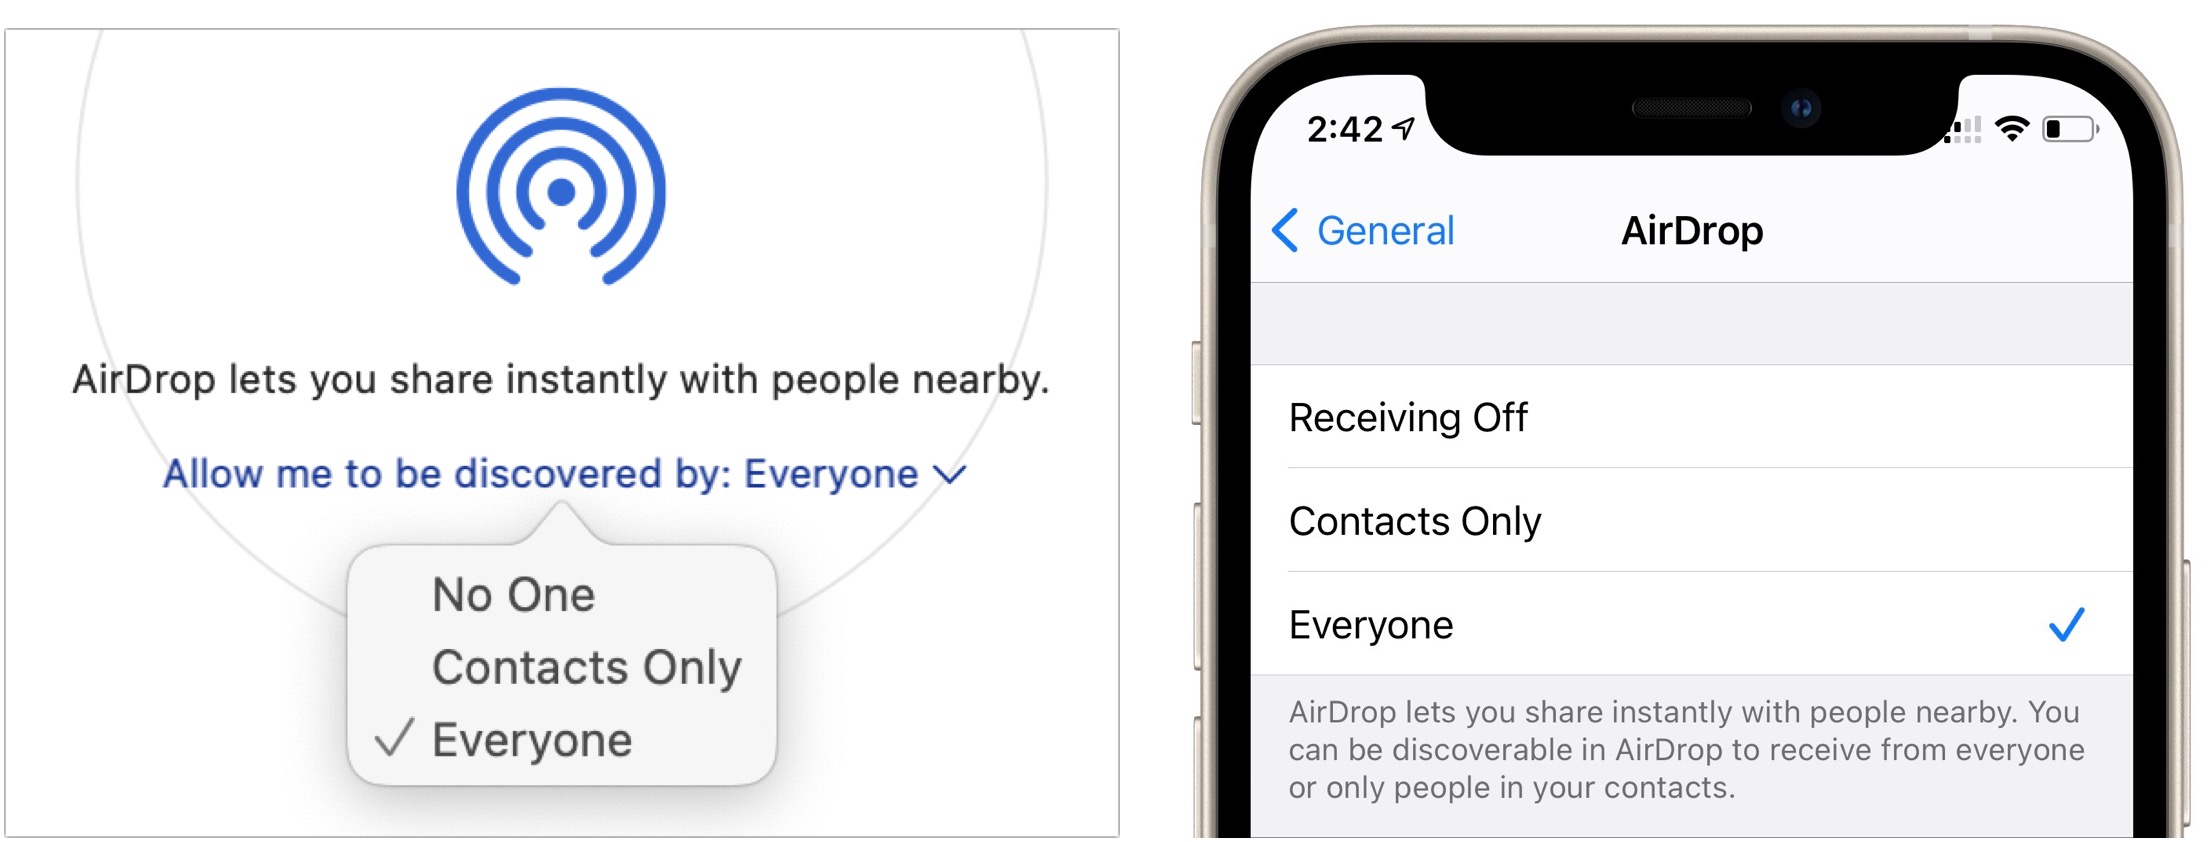 AirDrop lets you share instantly with people nearby.
Allow me to be discovered by: Everyone
No One
Contacts Only
Everyone
2:42
General
AirDrop
Receiving Off
Contacts Only
Everyone
AirDrop lets you share instantly with people nearby. You
can be discoverable in AirDrop to receive from everyone
or only people in your contacts.